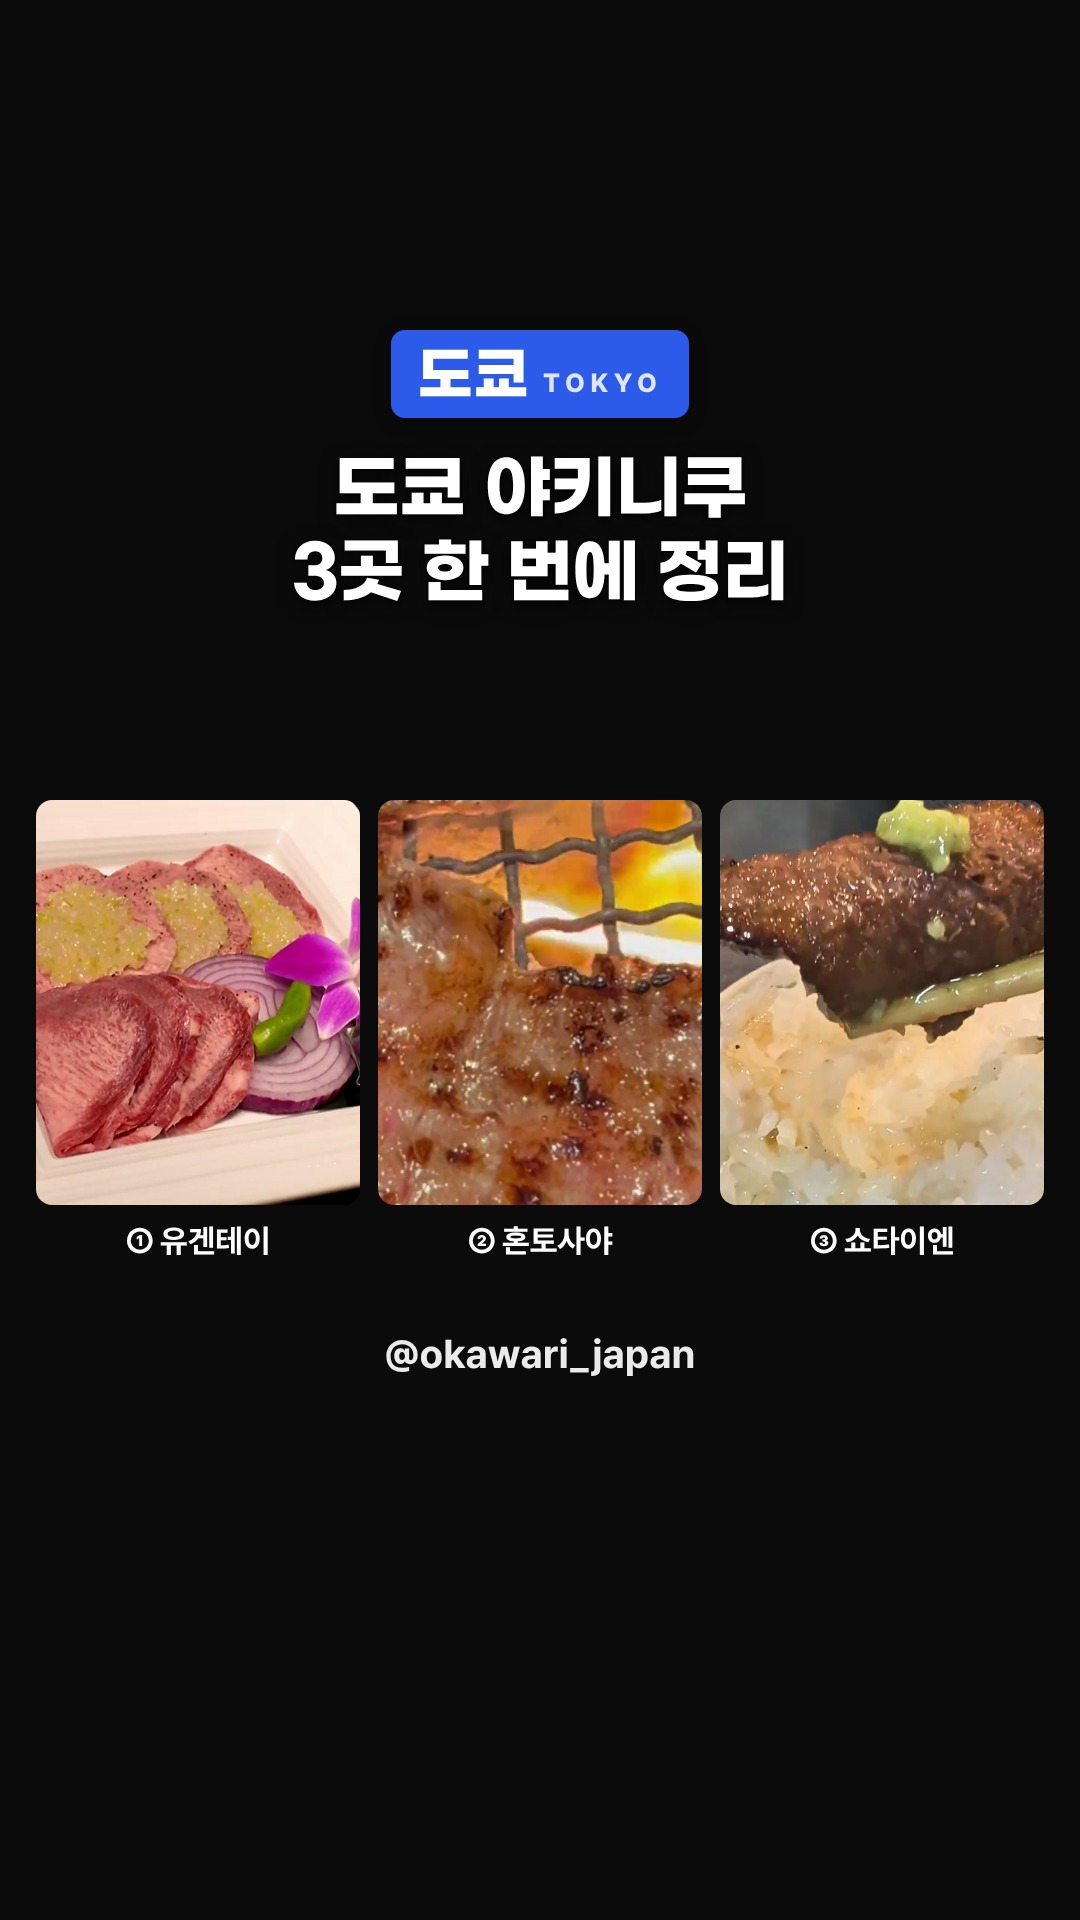 도쿄 TOKYO
도쿄 야키니쿠
3곳 한 번에 정리
① 유겐테이
② 혼토사야
③ 쇼타이엔
@okawari_japan